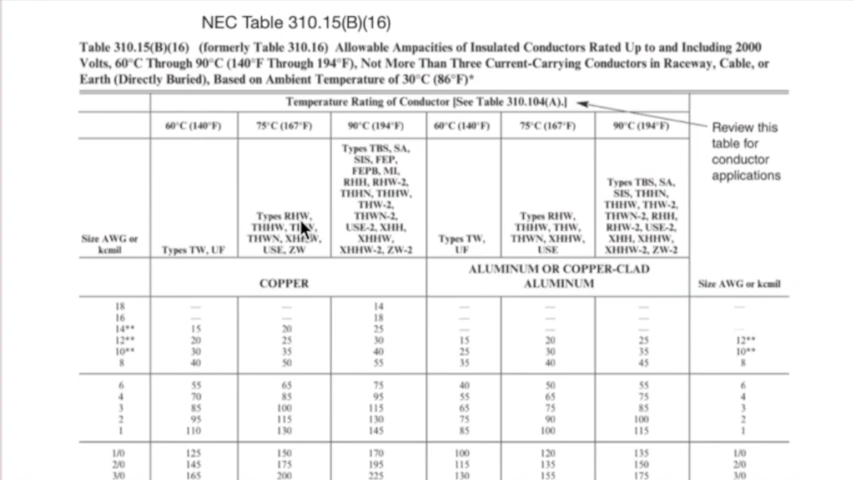 NEC Table 310.15(B)(16)
Table 310.15(B)(16) (formerly Table 310.16) Allowable Ampacities of Insulated Conductors Rated Up to and Including 2000
Volts, 60°C Through 90°C (140°F Through 194°F), Not More Than Three Current-Carrying Conductors in Raceway, Cable, or
Earth (Directly Buried), Based on Ambient Temperature of 30°C (86°F)*
Temperature Rating of Conductor [See Table 310.104(A).]
60°C (140°F) 75°C (167°F) 90°C (194°F) 60°C (140°F) 75°C (167°F) 90°C (194°F)
Review this
table for
conductor
applications
Size AWG or
kcmil
Types TW, UF
Types RHW,
THHW,
THWN,
USE, ZW
Types TBS, SA,
SIS, FEP,
FEPB, MI,
RHH, RHW-2,
THHN, THHW,
THW-2,
THWN-2,
USE-2, XHH,
XHHW,
XHHW-2, ZW-2
Types TW,
UF
Types RHW,
THHW, THW,
THWN, XHHW,
USE
Types TBS, SA,
SIS, THHN,
THHW, THW-2,
THWN-2, RHH,
RHW-2, USE-2,
XHH, XHHW,
XHHW-2, ZW-2
COPPER
ALUMINUM OR COPPER-CLAD
ALUMINUM
Size AWG or kcmil
18 — — 14 — — — —
16 — — 18 — — —
14** 15 20 25 — — —
12** 20 25 30 15 20 25 12**
10** 30 35 40 25 30 35 10**
8 40 50 55 35 40 45 8
6 55 65 75 40 50 55 6
4 70 85 95 55 65 75 4
3 85 100 115 65 75 85 3
2 95 115 130 75 90 100 2
1 110 130 145 85 100 115 1
1/0 125 150 170 100 120 135 1/0
2/0 145 175 195 115 135 150 2/0
3/0 165 200 225 130 155 175 3/0